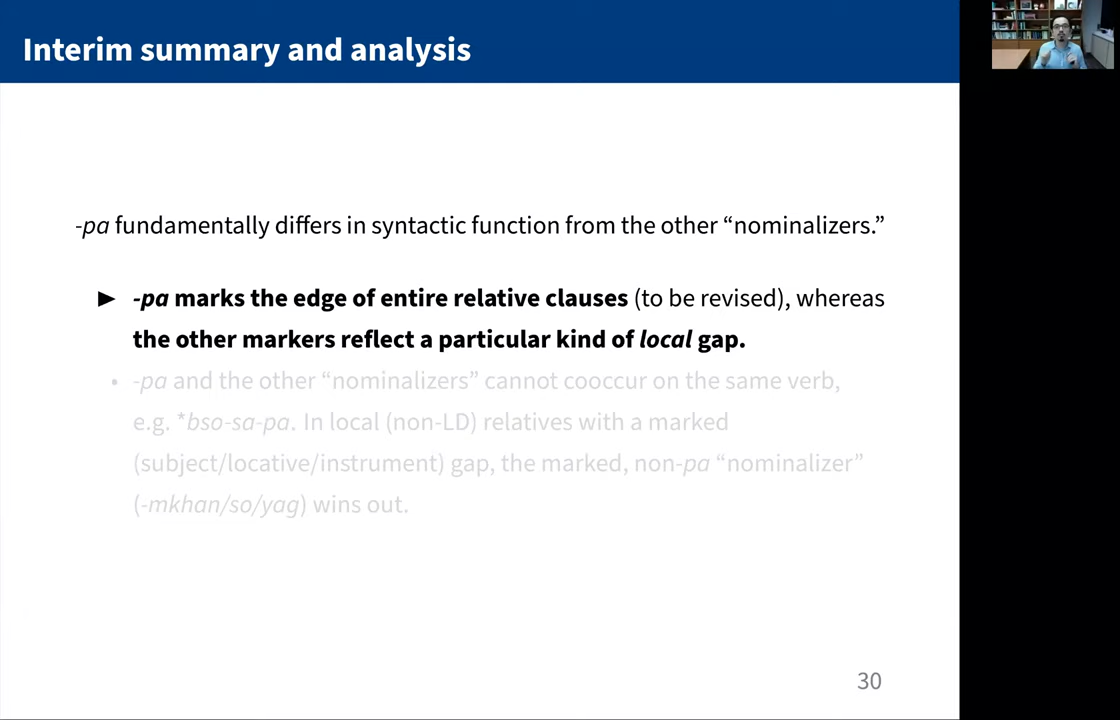 Interim summary and analysis
-pa fundamentally differs in syntactic function from the other “nominalizers.”
► -pa marks the edge of entire relative clauses (to be revised), whereas
the other markers reflect a particular kind of local gap.
• -pa and the other “nominalizers” cannot cooccur on the same verb,
e.g. *bso-sa-pa. In local (non-LD) relatives with a marked
(subject/locative/instrument) gap, the marked, non-pa “nominalizer”
(-mkhan/so/yag) wins out.
30